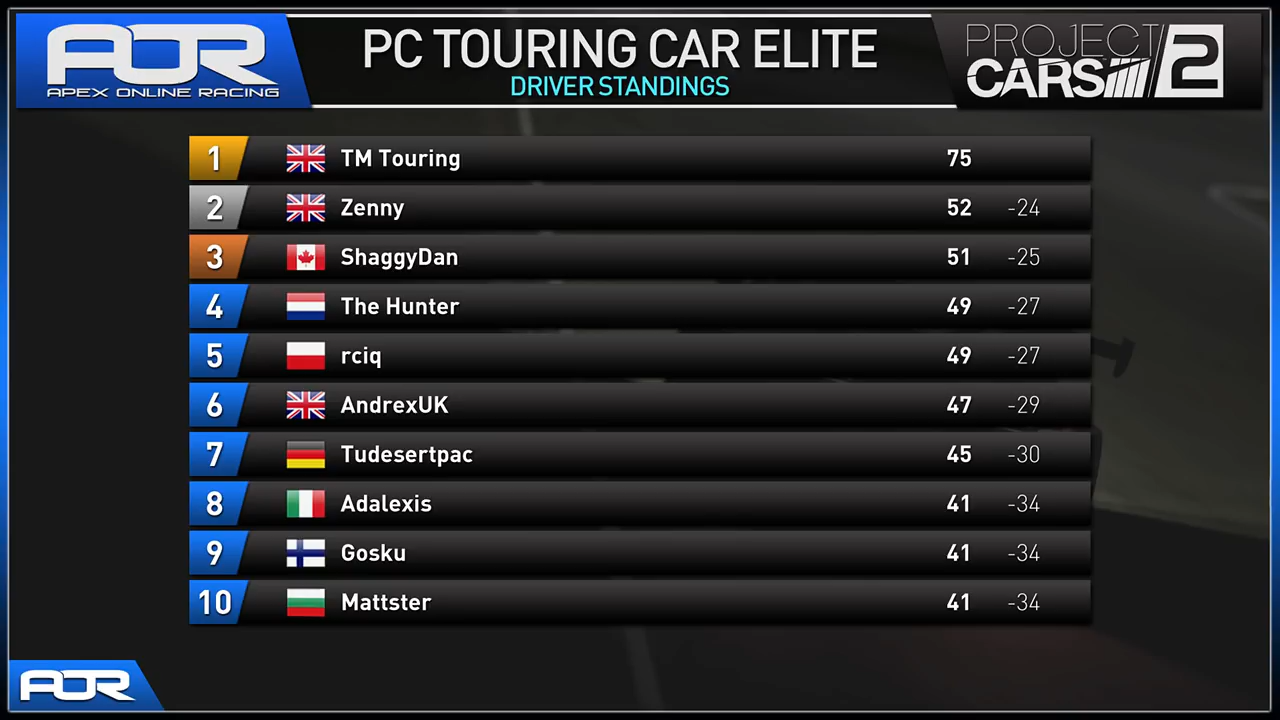 AOR
APEX ONLINE RACING
PC TOURING CAR ELITE
DRIVER STANDINGS
PROJECT
CARS 2
1 TM Touring 75
2 Zenny 52 -24
3 ShaggyDan 51 -25
4 The Hunter 49 -27
5 rciq 49 -27
6 AndrexUK 47 -29
7 Tudesertpac 45 -30
8 Adalexis 41 -34
9 Gosku 41 -34
10 Mattster 41 -34
AOR